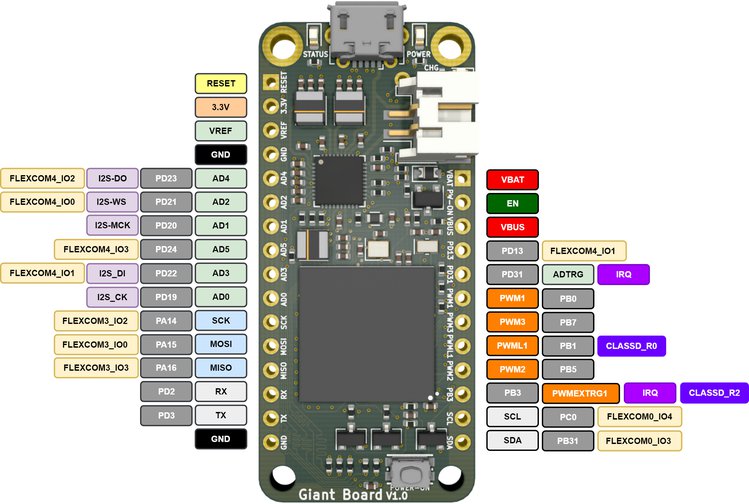 STATUS
POWER
CHG
RESET RESET
3.3V 3.3V
VREF VREF
GND GND
FLEXCOM4_IO2 I2S-DO PD23 AD4 AD4
FLEXCOM4_IO0 I2S-WS PD21 AD2 AD2
I2S-MCK PD20 AD1 AD1
FLEXCOM4_IO3 PD24 AD5 AD5
FLEXCOM4_IO1 I2S_DI PD22 AD3 AD3
I2S_CK PD19 AD0 AD0
FLEXCOM3_IO2 PA14 SCK SCK
FLEXCOM3_IO0 PA15 MOSI MOSI
FLEXCOM3_IO3 PA16 MISO MISO
PD2 RX RX
PD3 TX TX
GND GND
VBAT VBAT
PW-ON EN
VBUS VBUS
PD13 PD13 FLEXCOM4_IO1
PD31 PD31 ADTRG IRQ
PWM1 PWM1 PB0
PWM3 PWM3 PB7
PWML1 PWML1 PB1 CLASSD_R0
PWM2 PWM2 PB5
PB3 PB3 PWMEXTRG1 IRQ CLASSD_R2
SCL SCL PC0 FLEXCOM0_IO4
SDA SDA PB31 FLEXCOM0_IO3
POWER-ON
Giant Board v1.0